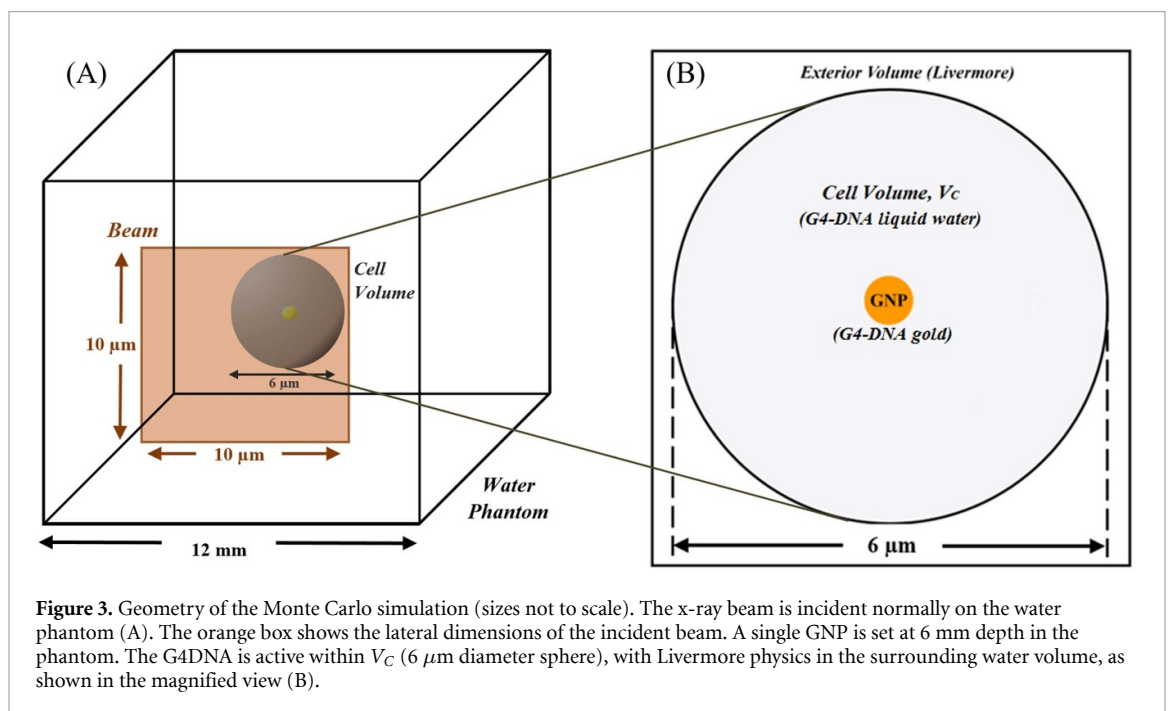 (A)
Beam
10 µm
10 µm
Cell
Volume
6 µm
Water
Phantom
12 mm
(B)
Exterior Volume (Livermore)
Cell Volume, VC
(G4-DNA liquid water)
GNP
(G4-DNA gold)
6 µm
Figure 3. Geometry of the Monte Carlo simulation (sizes not to scale). The x-ray beam is incident normally on the water
phantom (A). The orange box shows the lateral dimensions of the incident beam. A single GNP is set at 6 mm depth in the
phantom. The G4DNA is active within VC (6 µm diameter sphere), with Livermore physics in the surrounding water volume, as
shown in the magnified view (B).